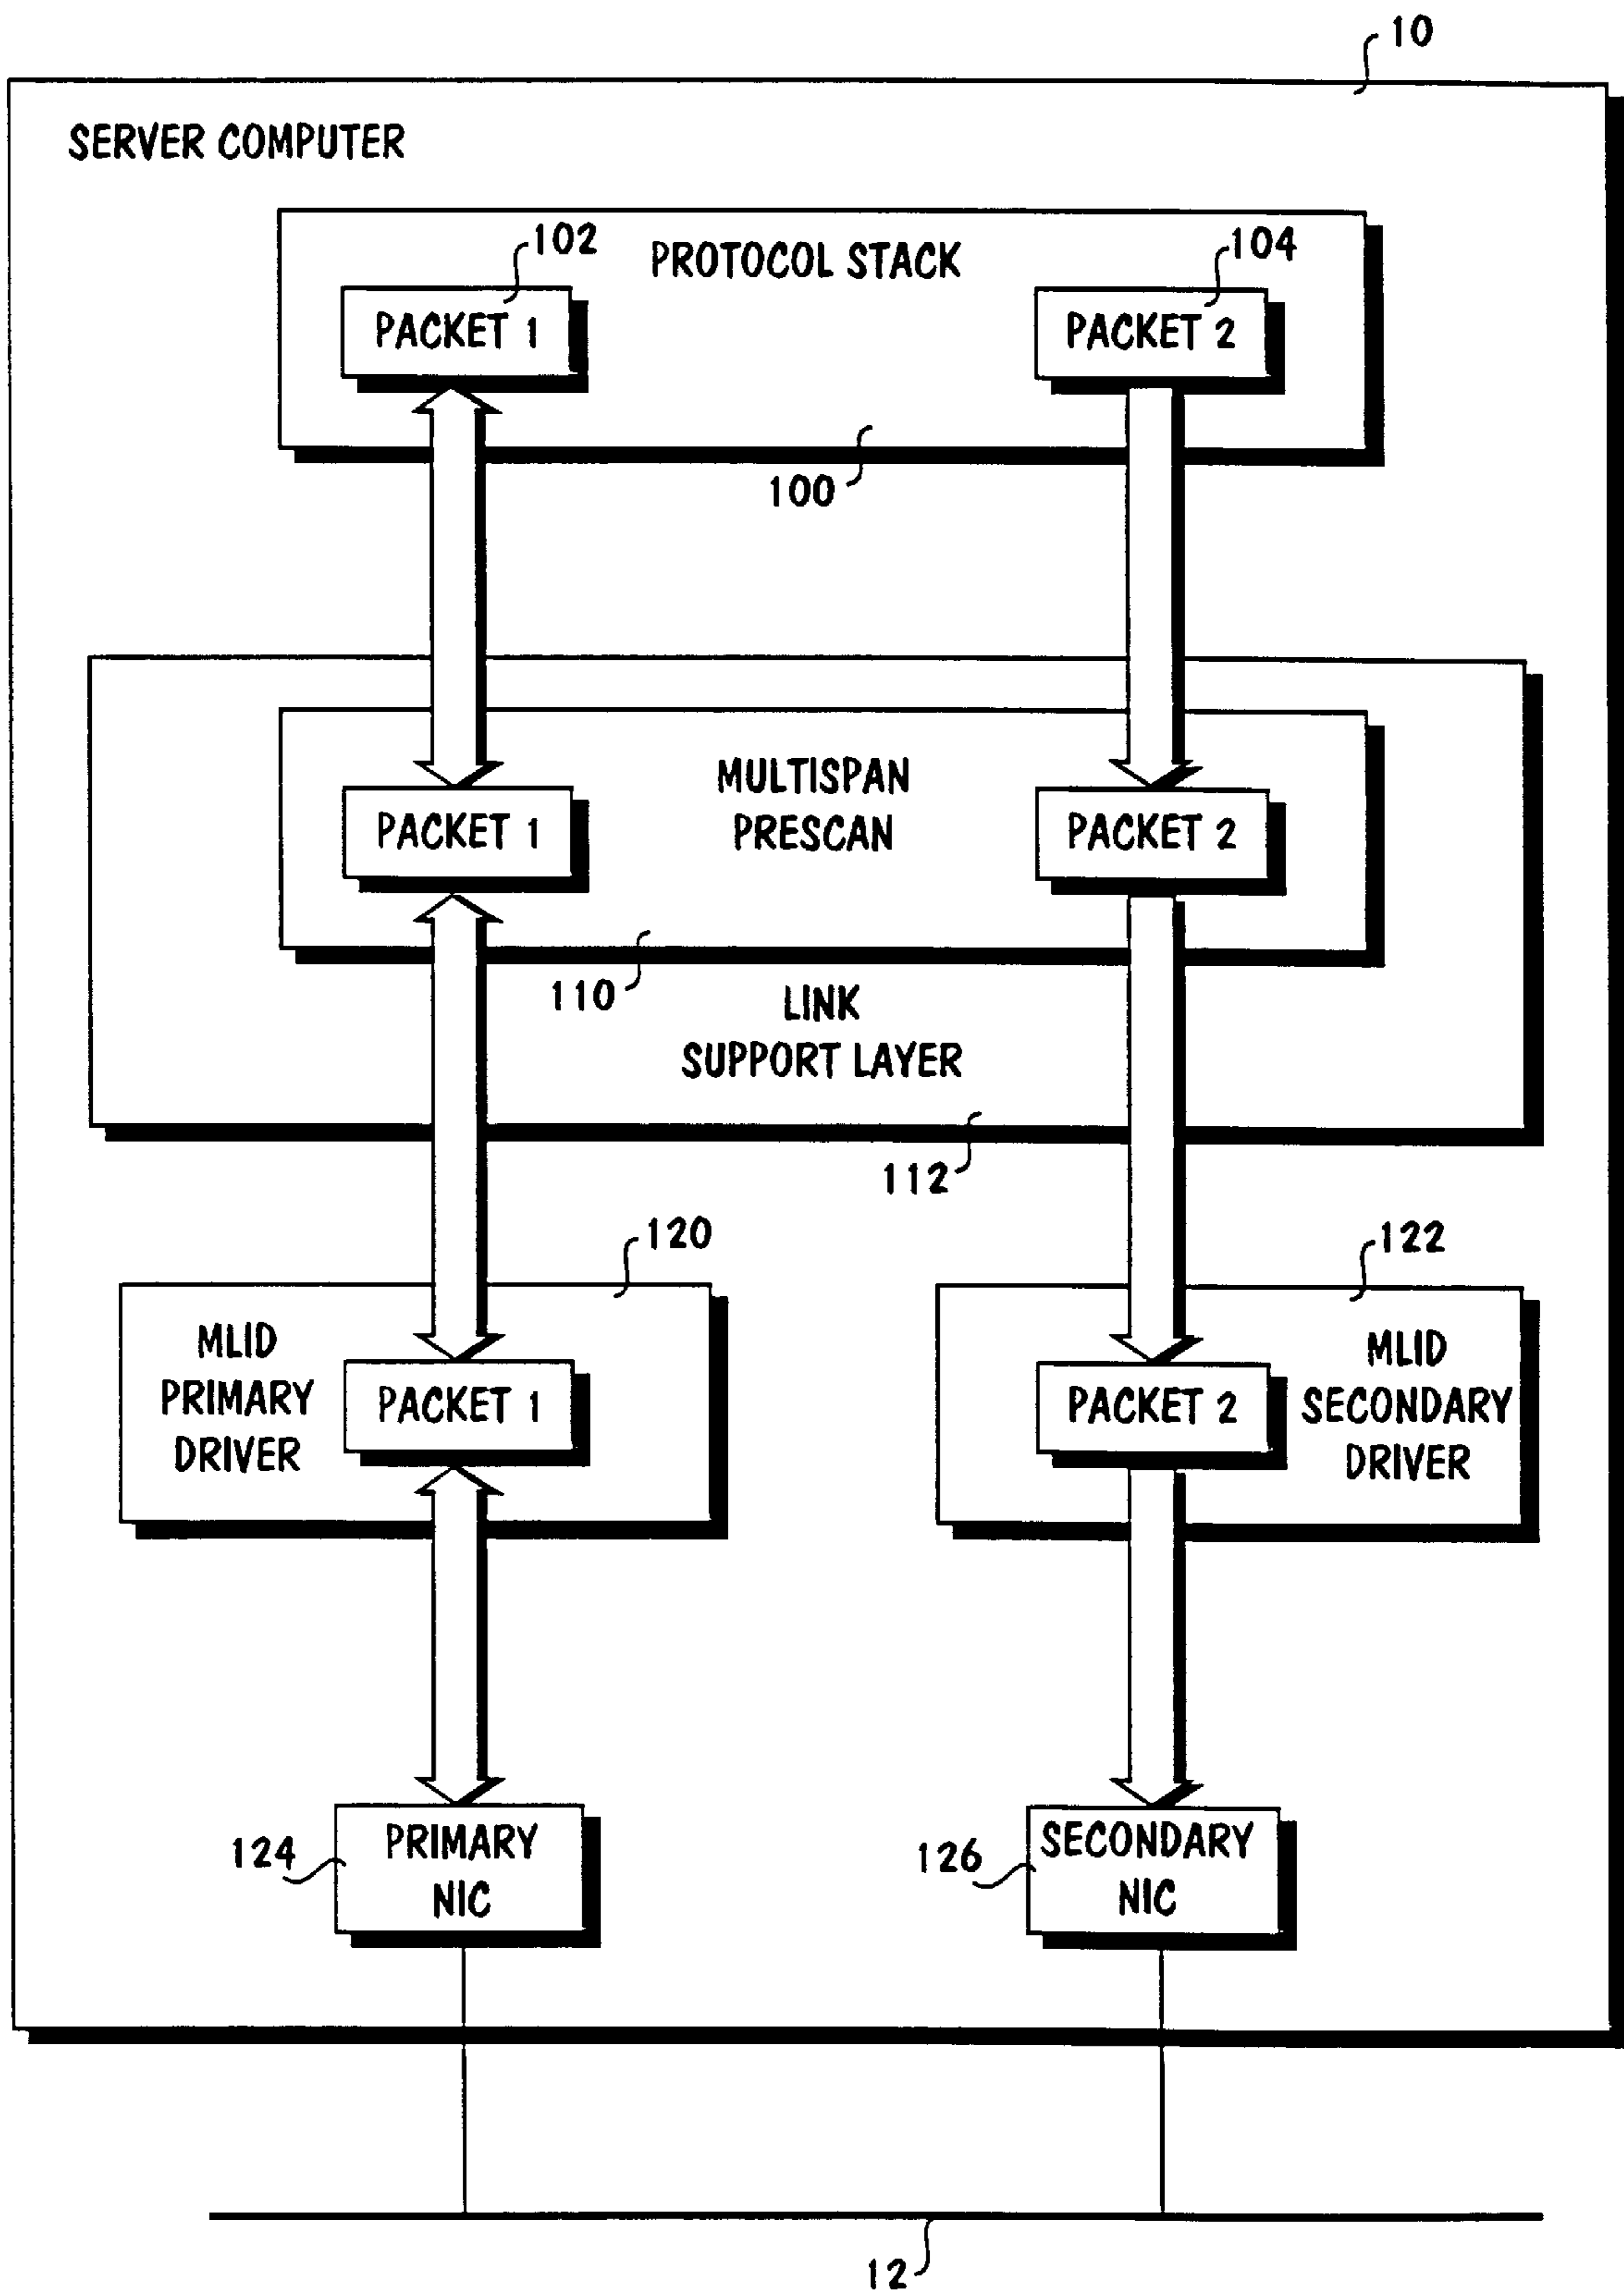 10
SERVER COMPUTER
102
PROTOCOL STACK
104
PACKET 1
PACKET 2
100
MULTISPAN
PRESCAN
PACKET 1
PACKET 2
110
LINK
SUPPORT LAYER
112
120
122
MLID
PRIMARY
DRIVER
PACKET 1
PACKET 2
MLID
SECONDARY
DRIVER
124
PRIMARY
NIC
126
SECONDARY
NIC
12